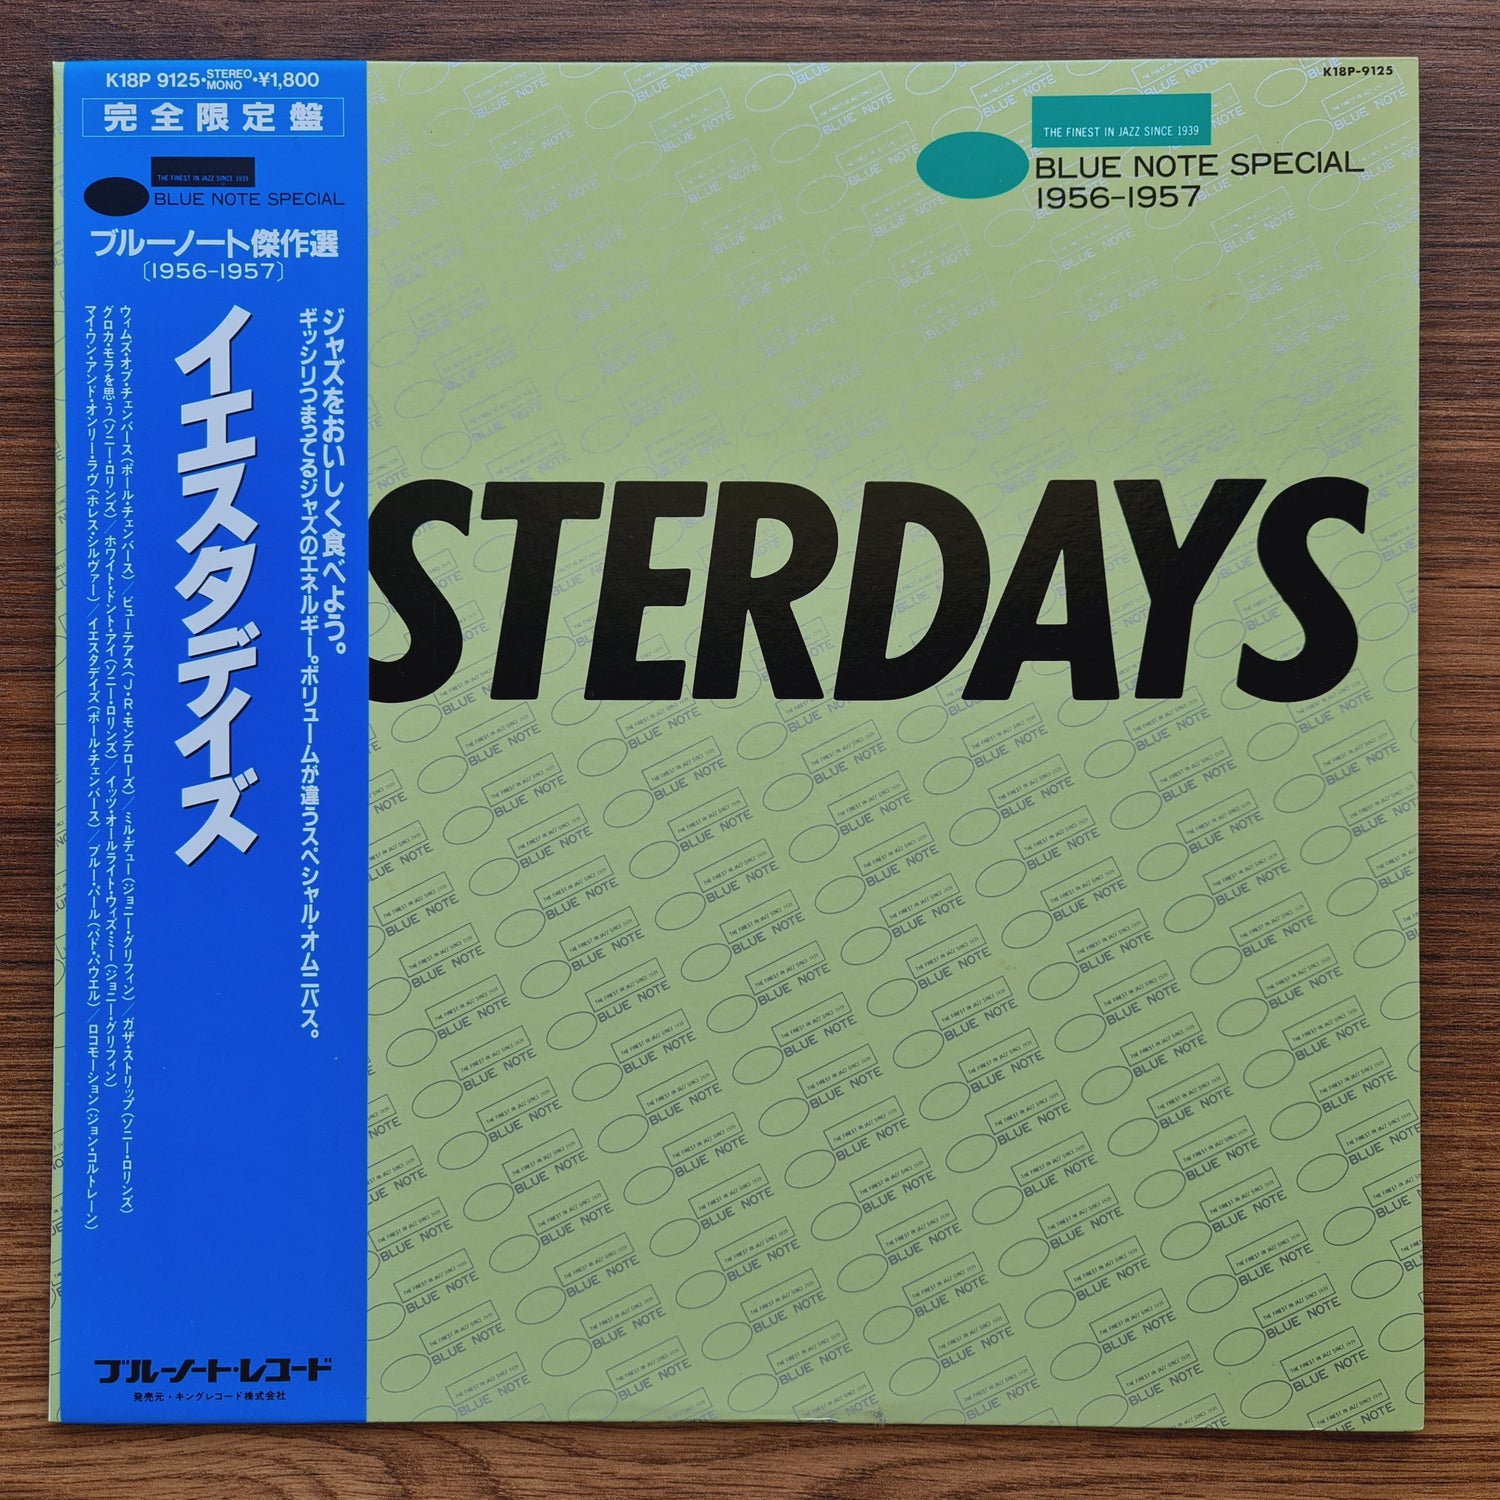 K18P 9125・STEREO MONO・¥1,800
完全限定盤
THE FINEST IN JAZZ SINCE 1939
BLUE NOTE SPECIAL
ブルーノート傑作選
〔1956-1957〕
ジャズをおいしく食べよう。
ギッシリつまってるジャズのエネルギー。ボリュームが違うスペシャル・オムニバス。
イエスタデイズ
ウィムズ・オブ・チェンバース(ポール・チェンバース)/ビューテアス(J・R・モンテローズ)/ミル・デュー(ジョニー・グリフィン)/ガザ・ストリップ(ソニー・ロリンズ)
グロカ・モラを思う(ソニー・ロリンズ)/ホワイ・ドント・アイ(ソニー・ロリンズ)/イッツ・オールライト・ウィズ・ミー(ジョニー・グリフィン)
マイ・ワン・アンド・オンリー・ラヴ(ホレス・シルヴァー)/イエスタデイズ(ポール・チェンバース)/ブルー・パール(バド・パウエル)/ロコモーション(ジョン・コルトレーン)
ブルーノート・レコード
発売元・キングレコード株式会社
K18P-9125
THE FINEST IN JAZZ SINCE 1939
BLUE NOTE SPECIAL
1956-1957
STERDAYS